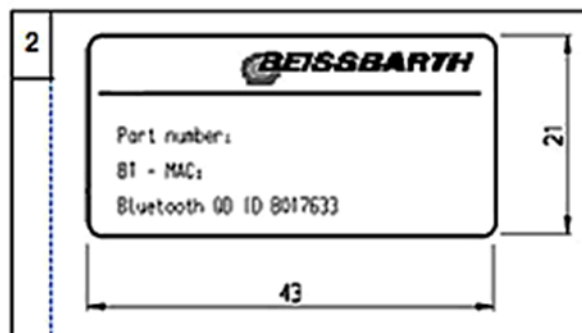 2
BEISSBARTH
Part number:
BT - MAC:
Bluetooth QD ID B017633
21
43